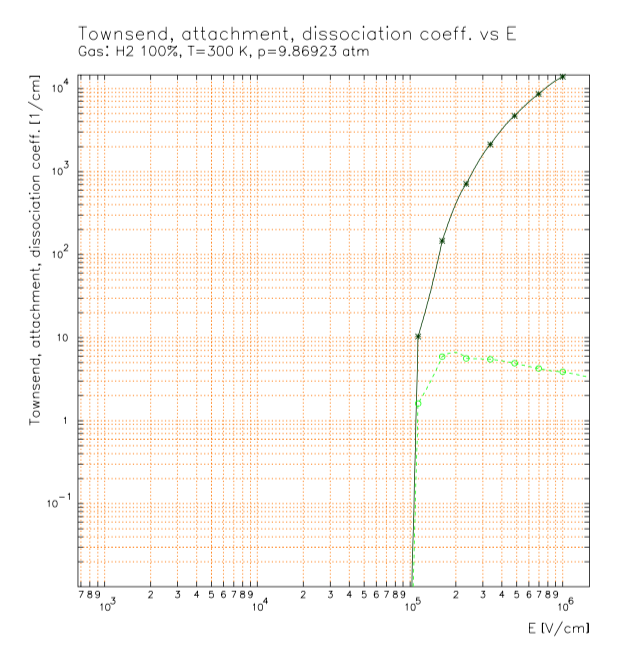 Townsend, attachment, dissociation coeff. vs E
Gas: H2 100%, T=300 K, p=9.86923 atm
Townsend, attachment, dissociation coeff. [1/cm]
10^4
10^3
10^2
10
1
10^-1
7 8 9 2 3 4 5 6 7 8 9 2 3 4 5 6 7 8 9 2 3 4 5 6 7 8 9
10^3 10^4 10^5 10^6
E [V/cm]